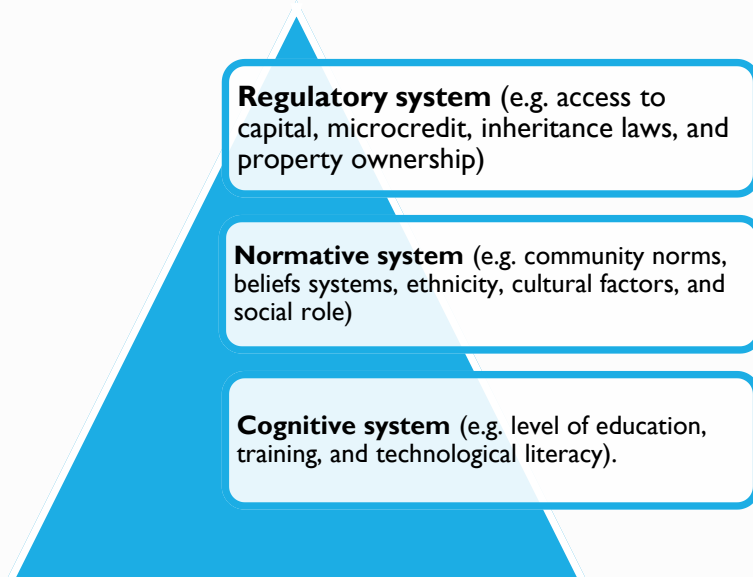 Regulatory system (e.g. access to
capital, microcredit, inheritance laws, and
property ownership)
Normative system (e.g. community norms,
beliefs systems, ethnicity, cultural factors, and
social role)
Cognitive system (e.g. level of education,
training, and technological literacy).